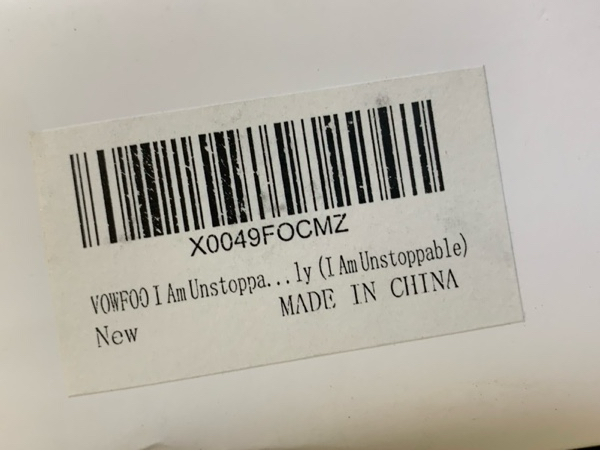 X0049FOCMZ
VOWFOO I Am Unstoppa...ly (I Am Unstoppable)
New
MADE IN CHINA